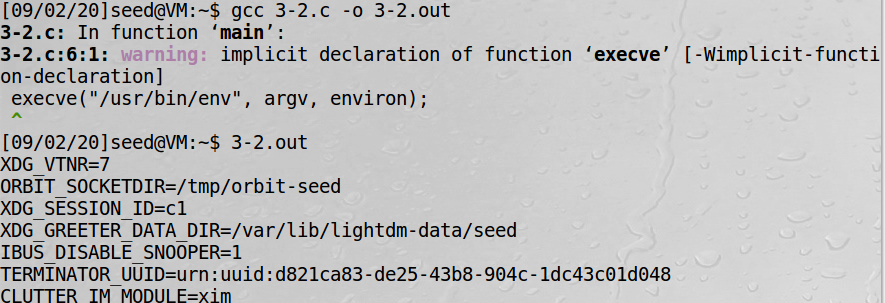 [09/02/20]seed@VM:~$ gcc 3-2.c -o 3-2.out
3-2.c: In function ‘main’:
3-2.c:6:1: warning: implicit declaration of function ‘execve’ [-Wimplicit-functi
on-declaration]
 execve("/usr/bin/env", argv, environ);
 ^
[09/02/20]seed@VM:~$ 3-2.out
XDG_VTNR=7
ORBIT_SOCKETDIR=/tmp/orbit-seed
XDG_SESSION_ID=c1
XDG_GREETER_DATA_DIR=/var/lib/lightdm-data/seed
IBUS_DISABLE_SNOOPER=1
TERMINATOR_UUID=urn:uuid:d821ca83-de25-43b8-904c-1dc43c01d048
CLUTTER_IM_MODULE=xim